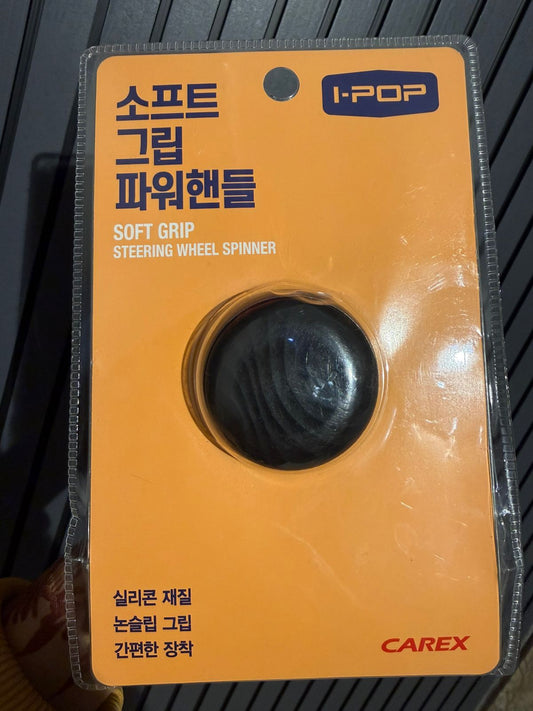 I-POP
소프트
그립
파워핸들
SOFT GRIP
STEERING WHEEL SPINNER
실리콘 재질
논슬립 그립
간편한 장착
CAREX